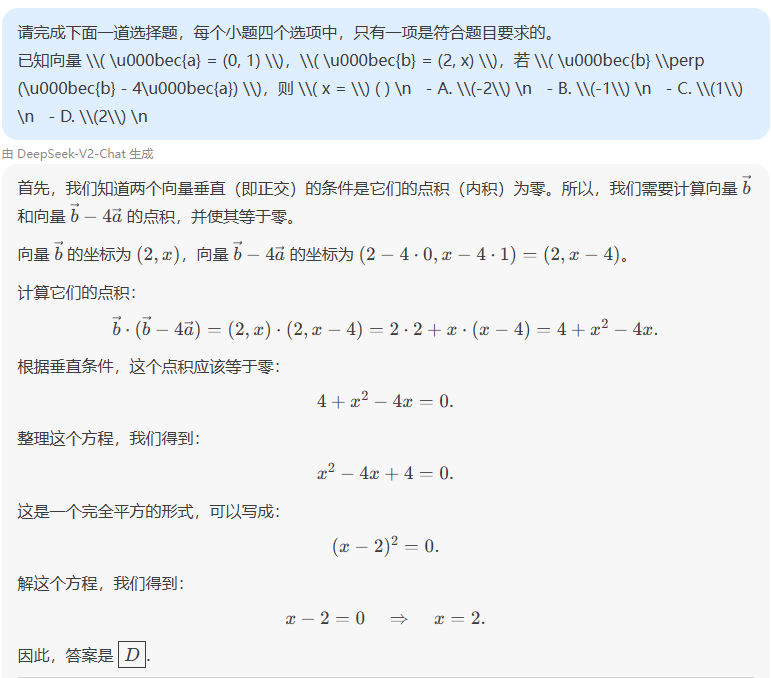 请完成下面一道选择题，每个小题四个选项中，只有一项是符合题目要求的。
已知向量 \\( \u000bec{a} = (0, 1) \\)，\\( \u000bec{b} = (2, x) \\)，若 \\( \u000bec{b} \\perp
(\u000bec{b} - 4\u000bec{a}) \\)，则 \\( x = \\) ( ) \n - A. \\(-2\\) \n - B. \\(-1\\) \n - C. \\(1\\)
\n - D. \\(2\\) \n
由 DeepSeek-V2-Chat 生成
首先，我们知道两个向量垂直（即正交）的条件是它们的点积（内积）为零。所以，我们需要计算向量 $\vec{b}$
和向量 $\vec{b} - 4\vec{a}$ 的点积，并使其等于零。
向量 $\vec{b}$ 的坐标为 $(2, x)$，向量 $\vec{b} - 4\vec{a}$ 的坐标为 $(2 - 4 \cdot 0, x - 4 \cdot 1) = (2, x - 4)$。
计算它们的点积：
$\vec{b} \cdot (\vec{b} - 4\vec{a}) = (2, x) \cdot (2, x - 4) = 2 \cdot 2 + x \cdot (x - 4) = 4 + x^2 - 4x.$
根据垂直条件，这个点积应该等于零：
$4 + x^2 - 4x = 0.$
整理这个方程，我们得到：
$x^2 - 4x + 4 = 0.$
这是一个完全平方的形式，可以写成：
$(x - 2)^2 = 0.$
解这个方程，我们得到：
$x - 2 = 0 \quad \Rightarrow \quad x = 2.$
因此，答案是 $\boxed{D}$.